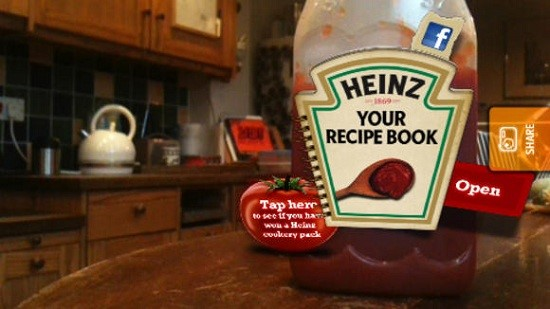 f
HEINZ
1869
YOUR
RECIPE BOOK
SHARE
Open
Tap here
to see if you have
won a Heinz
cookery pack